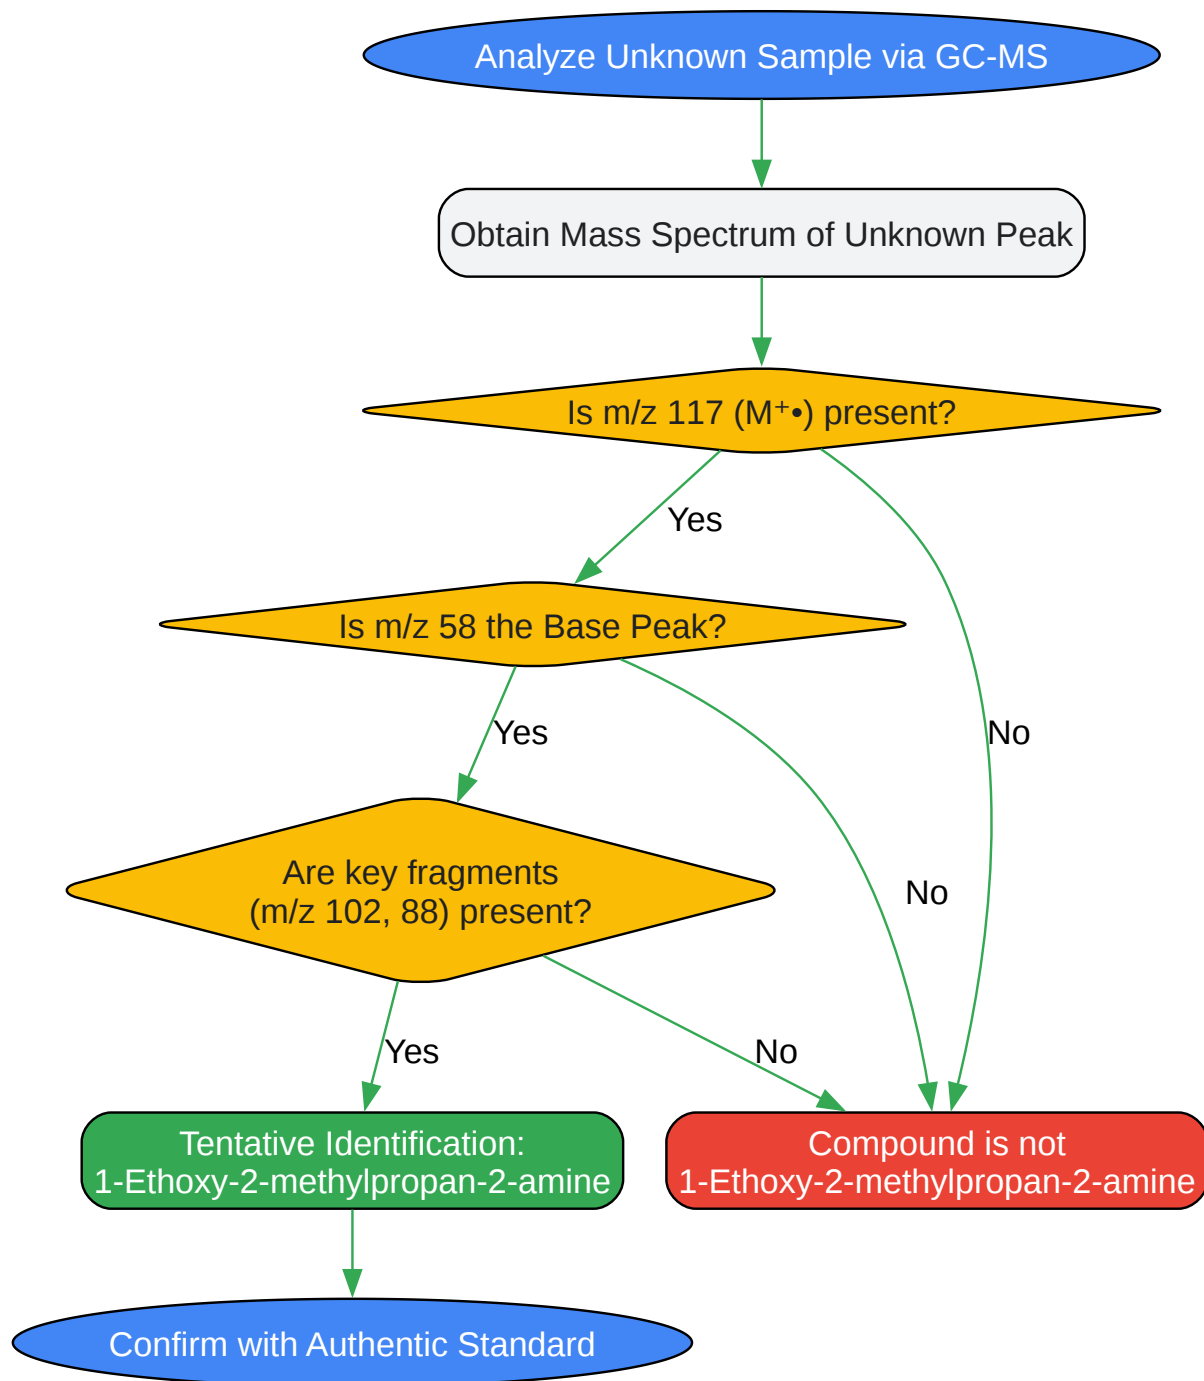 Analyze Unknown Sample via GC-MS
Obtain Mass Spectrum of Unknown Peak
Is m/z 117 (M⁺•) present?
Yes
No
Is m/z 58 the Base Peak?
Yes
No
Are key fragments
(m/z 102, 88) present?
Yes
No
Tentative Identification:
1-Ethoxy-2-methylpropan-2-amine
Compound is not
1-Ethoxy-2-methylpropan-2-amine
Confirm with Authentic Standard